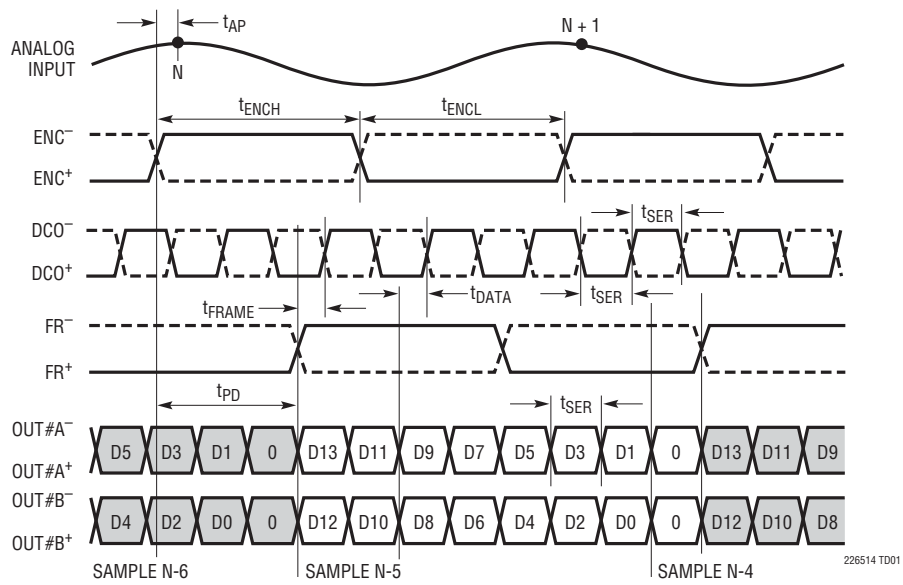 tAP
ANALOG
INPUT
N
N + 1
tENCH
tENCL
ENC–
ENC+
DCO–
DCO+
tSER
tFRAME
tDATA
tSER
FR–
FR+
tPD
tSER
OUT#A–
OUT#A+
D5 D3 D1 0 D13 D11 D9 D7 D5 D3 D1 0 D13 D11 D9
OUT#B–
OUT#B+
D4 D2 D0 0 D12 D10 D8 D6 D4 D2 D0 0 D12 D10 D8
SAMPLE N-6
SAMPLE N-5
SAMPLE N-4
226514 TD01